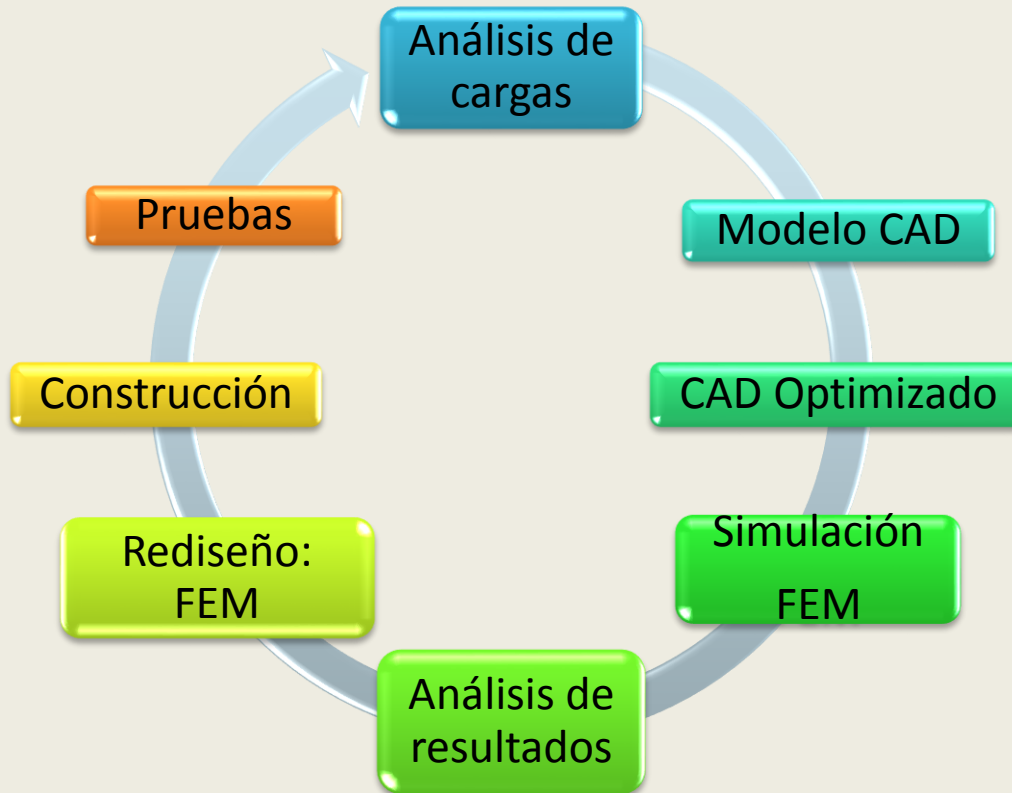 Análisis de
cargas
Modelo CAD
CAD Optimizado
Simulación
FEM
Análisis de
resultados
Rediseño:
FEM
Construcción
Pruebas